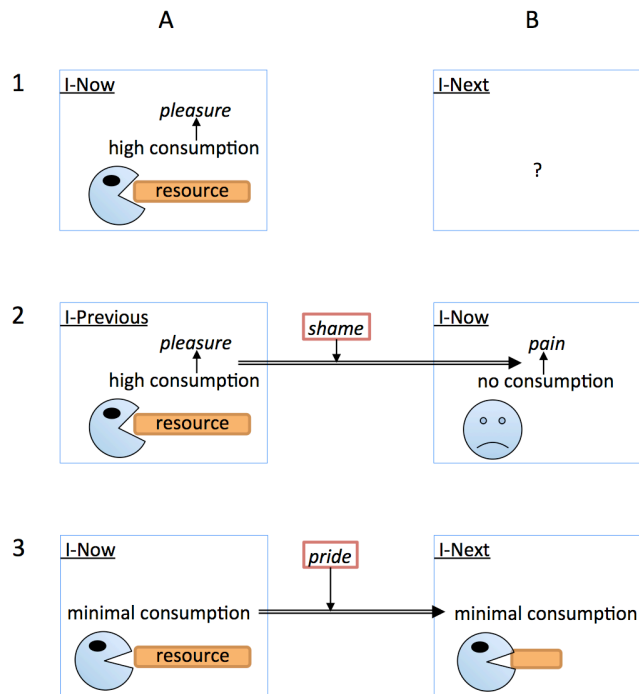 A B
1
I-Now I-Next
pleasure
high consumption
resource ?
2
I-Previous I-Now
shame
pleasure pain
high consumption no consumption
resource
3
I-Now I-Next
pride
minimal consumption minimal consumption
resource